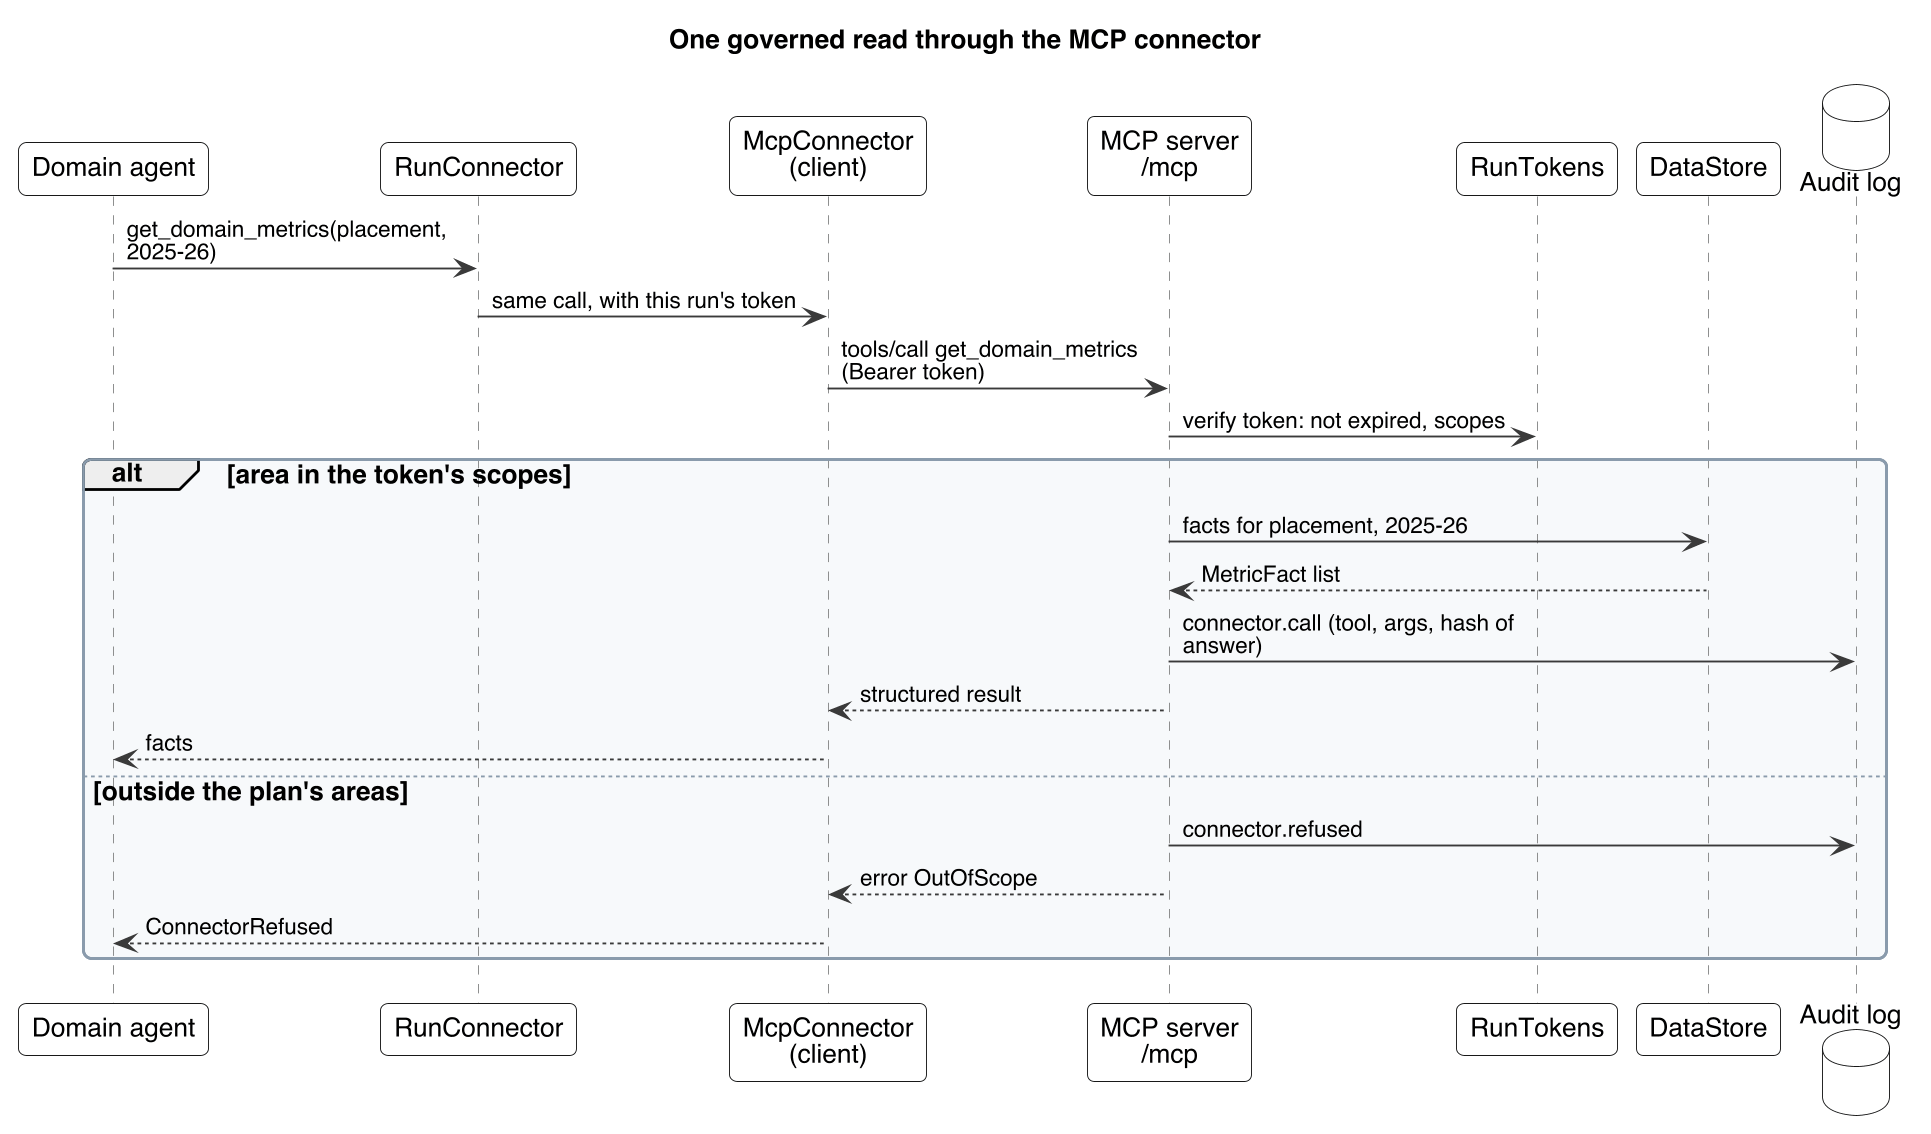 One governed read through the MCP connector
Domain agent
RunConnector
McpConnector
(client)
MCP server
/mcp
RunTokens
DataStore
Audit log
get_domain_metrics(placement,
2025-26)
same call, with this run's token
tools/call get_domain_metrics
(Bearer token)
verify token: not expired, scopes
alt
[area in the token's scopes]
facts for placement, 2025-26
MetricFact list
connector.call (tool, args, hash of
answer)
structured result
facts
[outside the plan's areas]
connector.refused
error OutOfScope
ConnectorRefused
Domain agent
RunConnector
McpConnector
(client)
MCP server
/mcp
RunTokens
DataStore
Audit log